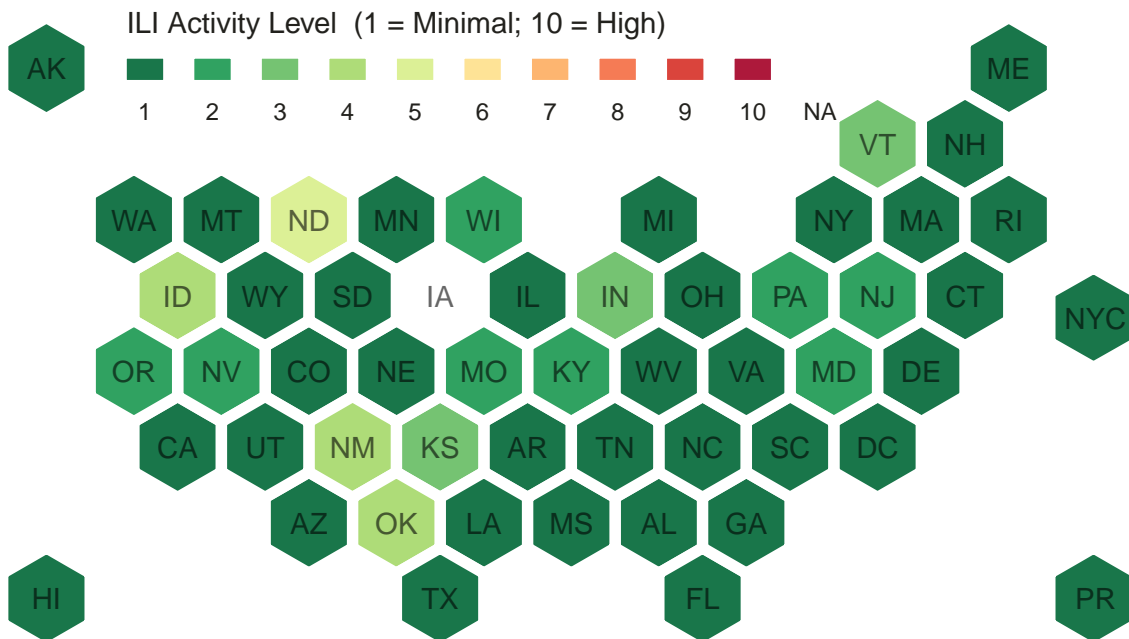 ILI Activity Level  (1 = Minimal; 10 = High)
1 2 3 4 5 6 7 8 9 10 NA
AK ME
VT NH
WA MT ND MN WI MI NY MA RI
ID WY SD IA IL IN OH PA NJ CT
NYC
OR NV CO NE MO KY WV VA MD DE
CA UT NM KS AR TN NC SC DC
AZ OK LA MS AL GA
HI TX FL PR